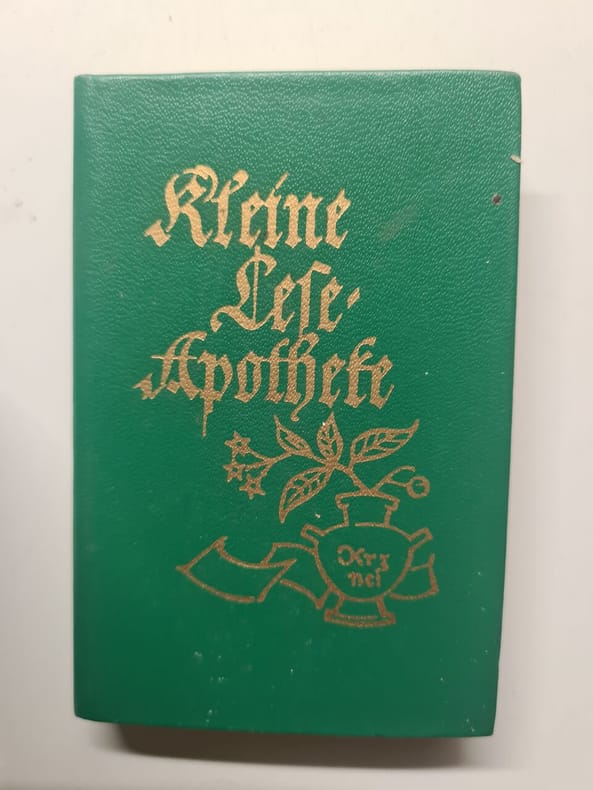 Kleine
Lese-
Apotheke
Arz
nei